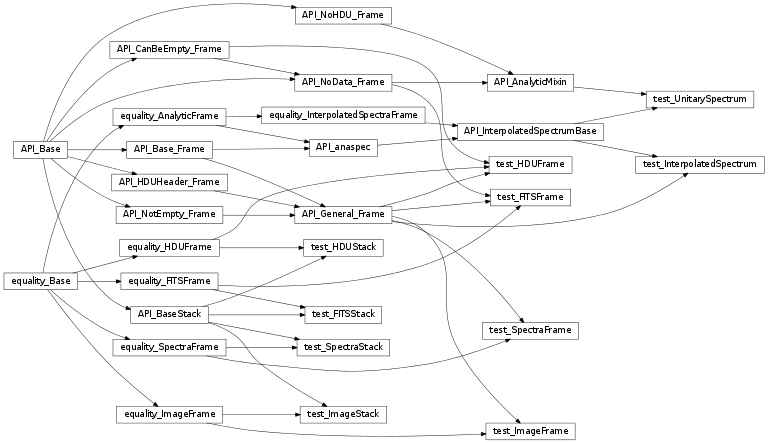 API_NoHDU_Frame
API_CanBeEmpty_Frame
API_NoData_Frame
API_AnalyticMixin
test_UnitarySpectrum
equality_AnalyticFrame
equality_InterpolatedSpectraFrame
API_InterpolatedSpectrumBase
API_Base
API_Base_Frame
API_anaspec
test_HDUFrame
test_InterpolatedSpectrum
API_HDUHeader_Frame
test_FITSFrame
API_NotEmpty_Frame
API_General_Frame
equality_HDUFrame
test_HDUStack
equality_Base
equality_FITSFrame
API_BaseStack
test_FITSStack
test_SpectraFrame
equality_SpectraFrame
test_SpectraStack
equality_ImageFrame
test_ImageStack
test_ImageFrame